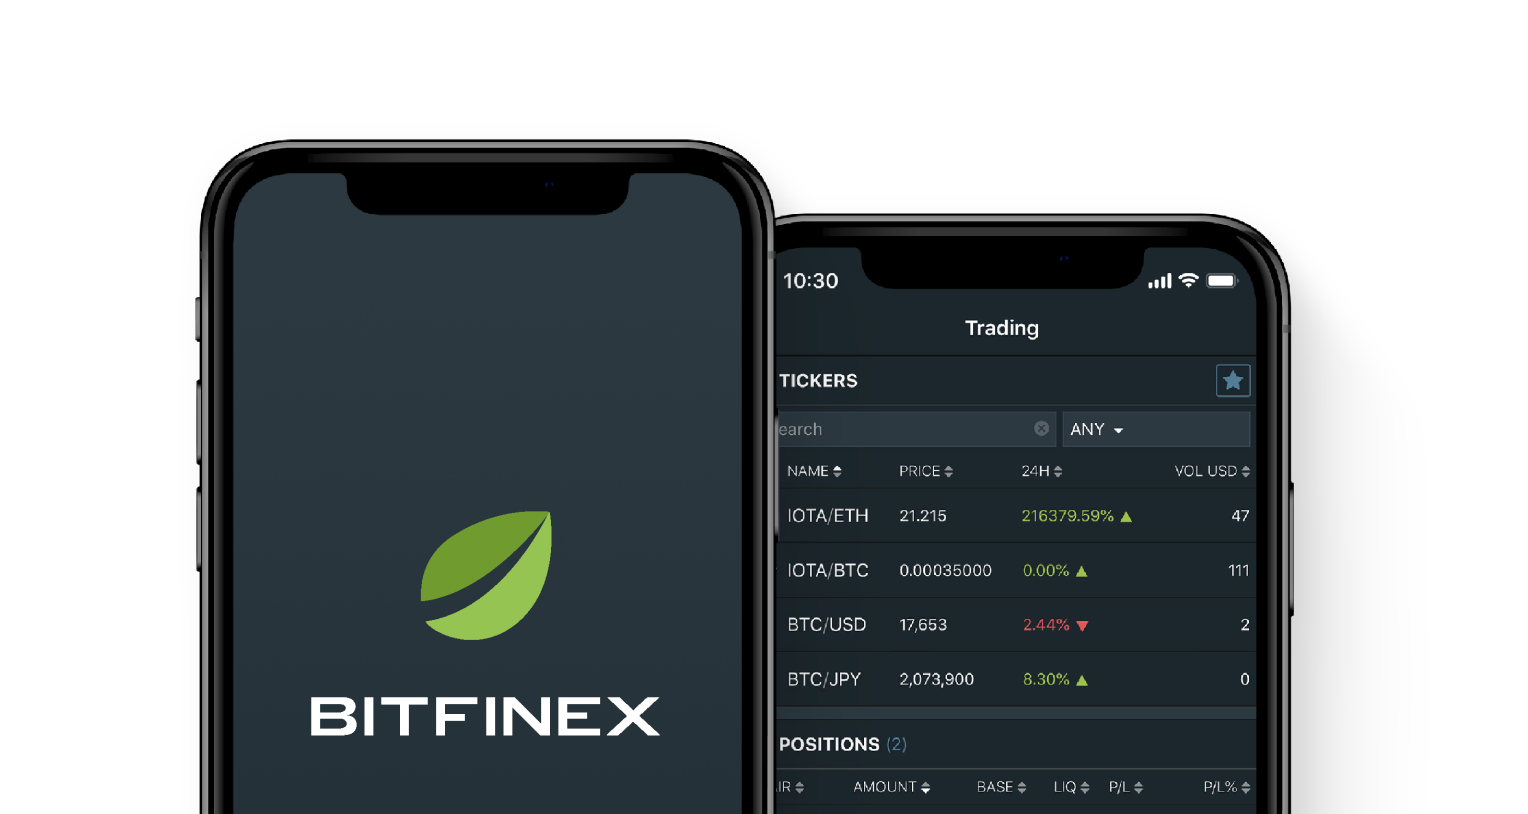 BITFINEX
10:30
Trading
TICKERS
earch ANY
NAME PRICE 24H VOL USD
IOTA/ETH 21.215 216379.59% 47
IOTA/BTC 0.00035000 0.00% 111
BTC/USD 17,653 2.44% 2
BTC/JPY 2,073,900 8.30% 0
POSITIONS (2)
IR AMOUNT BASE LIQ P/L P/L%